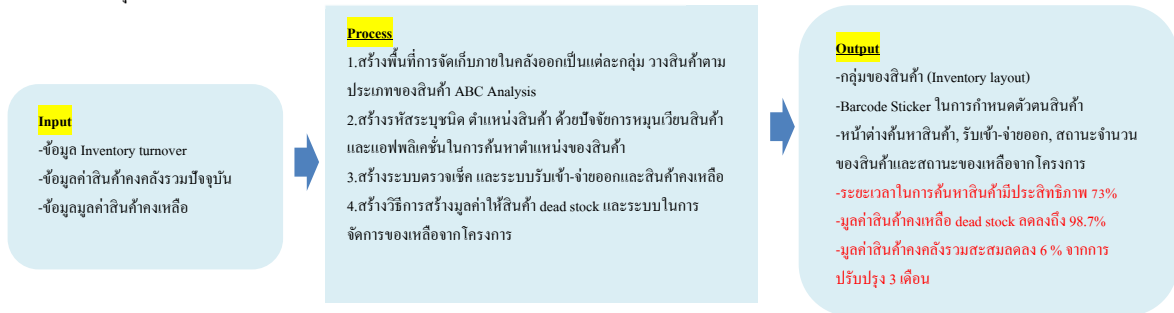 Input
-ข้อมูล Inventory turnover
-ข้อมูลค่าสินค้าคงคลังรวมปัจจุบัน
-ข้อมูลมูลค่าสินค้าคงเหลือ
Process
1.สร้างพื้นที่การจัดเก็บภายในคลังออกเป็นแต่ละกลุ่ม วางสินค้าตาม
ประเภทของสินค้า ABC Analysis
2.สร้างรหัสระบุชนิด ตำแหน่งสินค้า ด้วยปัจจัยการหมุนเวียนสินค้า
และแอฟพลิเคชั่นในการค้นหาตำแหน่งของสินค้า
3.สร้างระบบตรวจเช็ค และระบบรับเข้า-จ่ายออกและสินค้าคงเหลือ
4.สร้างวิธีการสร้างมูลค่าให้สินค้า dead stock และระบบในการ
จัดการของเหลือจากโครงการ
Output
-กลุ่มของสินค้า (Inventory layout)
-Barcode Sticker ในการกำหนดตัวตนสินค้า
-หน้าต่างค้นหาสินค้า, รับเข้า-จ่ายออก, สถานะจำนวน
ของสินค้าและสถานะของเหลือจากโครงการ
-ระยะเวลาในการค้นหาสินค้ามีประสิทธิภาพ 73%
-มูลค่าสินค้าคงเหลือ dead stock ลดลงถึง 98.7%
-มูลค่าสินค้าคงคลังรวมสะสมลดลง 6 % จากการ
ปรับปรุง 3 เดือน